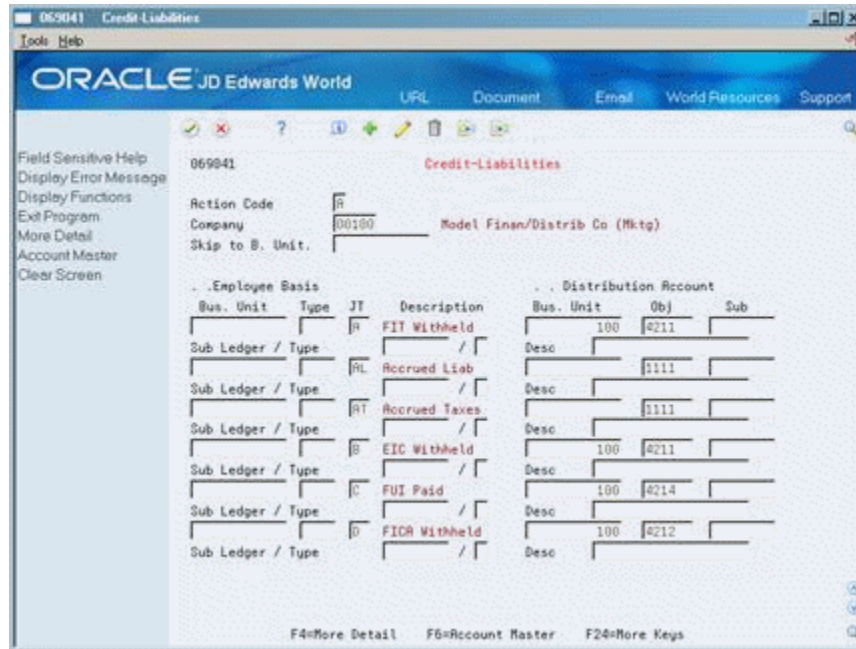 069041 Credit-Liabilities
Tools Help
ORACLE JD Edwards World
URL Document Email World Resources Support
Field Sensitive Help
Display Error Message
Display Functions
Exit Program
More Detail
Account Master
Clear Screen
069041 Credit-Liabilities
Action Code A
Company 00100 Model Finan/Distrib Co (Mktg)
Skip to B. Unit.
. .Employee Basis . . Distribution Account
Bus. Unit Type JT Description Bus. Unit Obj Sub
A FIT Withheld 100 4211
Sub Ledger / Type / Desc
AL Accrued Liab 1111
Sub Ledger / Type / Desc
AT Accrued Taxes 1111
Sub Ledger / Type / Desc
B EIC Withheld 100 4211
Sub Ledger / Type / Desc
C FUI Paid 100 4214
Sub Ledger / Type / Desc
D FICA Withheld 100 4212
Sub Ledger / Type / Desc
F4=More Detail F6=Account Master F24=More Keys